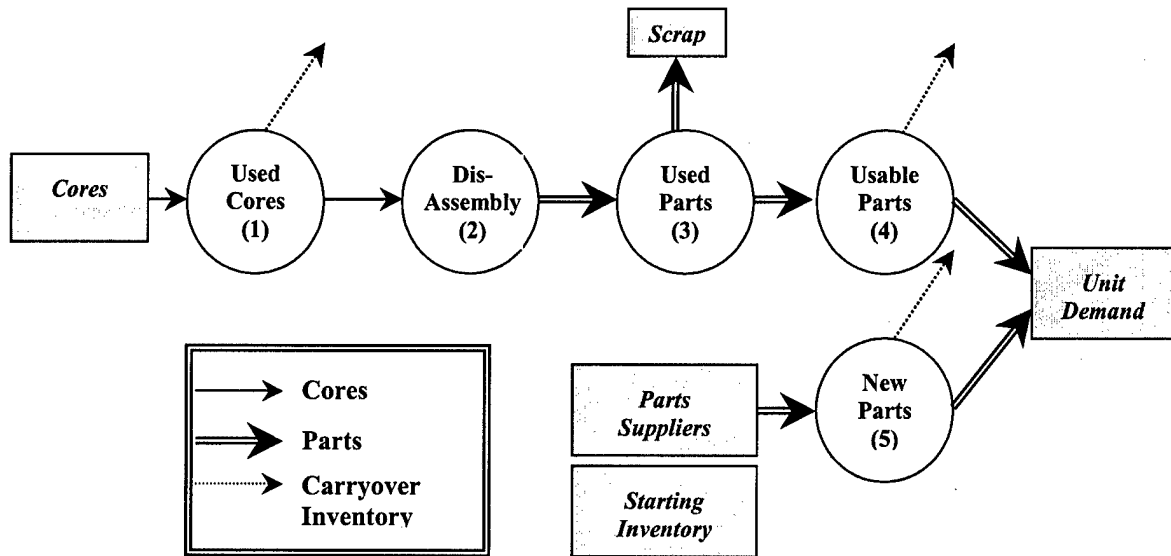 Scrap
Cores
Used
Cores
(1)
Dis-
Assembly
(2)
Used
Parts
(3)
Usable
Parts
(4)
Unit
Demand
Parts
Suppliers
New
Parts
(5)
Starting
Inventory
Cores
Parts
Carryover
Inventory